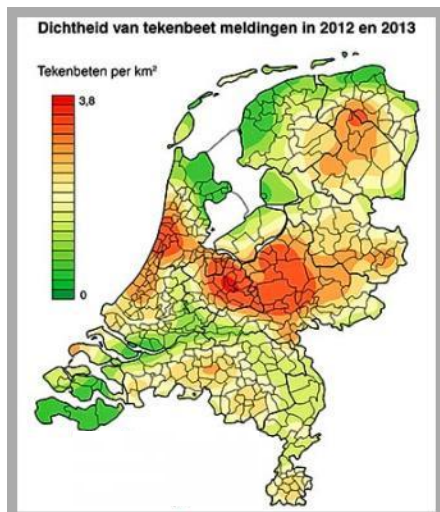 Dichtheid van tekenbeet meldingen in 2012 en 2013
Tekenbeten per km²
3,8
0